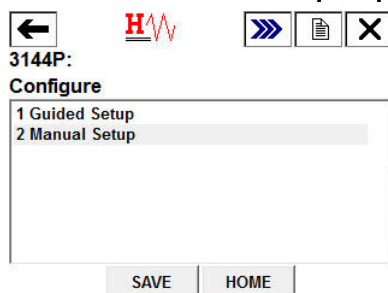 H
3144P:
Configure
1 Guided Setup
2 Manual Setup
SAVE HOME